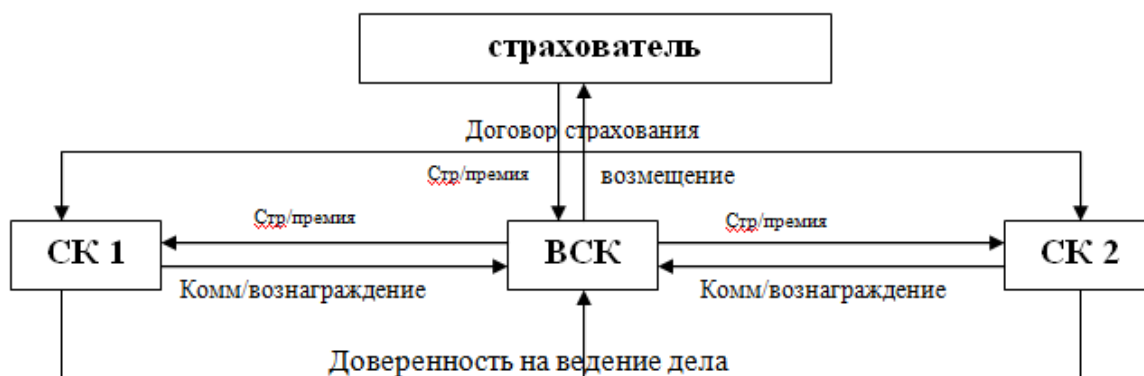 страхователь
Договор страхования
Стр/премия
возмещение
Стр/премия
Стр/премия
СК 1
ВСК
СК 2
Комм/вознаграждение
Комм/вознаграждение
Доверенность на ведение дела